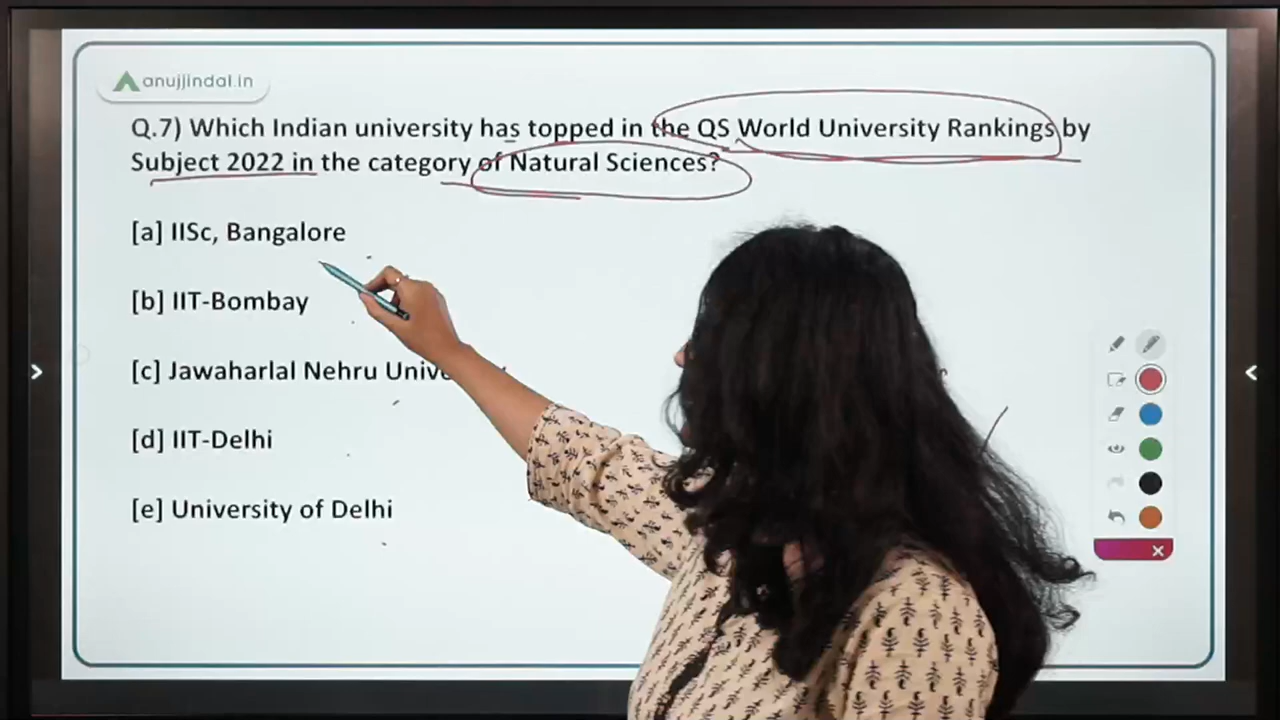 anujjindal.in
Q.7) Which Indian university has topped in the QS World University Rankings by
Subject 2022 in the category of Natural Sciences?
[a] IISc, Bangalore
[b] IIT-Bombay
[c] Jawaharlal Nehru
[d] IIT-Delhi
[e] University of Delhi